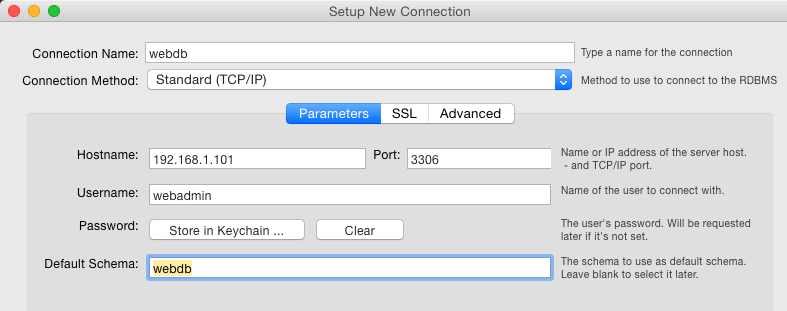 Setup New Connection
Connection Name: webdb Type a name for the connection
Connection Method: Standard (TCP/IP) Method to use to connect to the RDBMS
Parameters SSL Advanced
Hostname: 192.168.1.101 Port: 3306 Name or IP address of the server host.
- and TCP/IP port.
Username: webadmin Name of the user to connect with.
Password: Store in Keychain ... Clear The user's password. Will be requested
later if it's not set.
Default Schema: webdb The schema to use as default schema.
Leave blank to select it later.